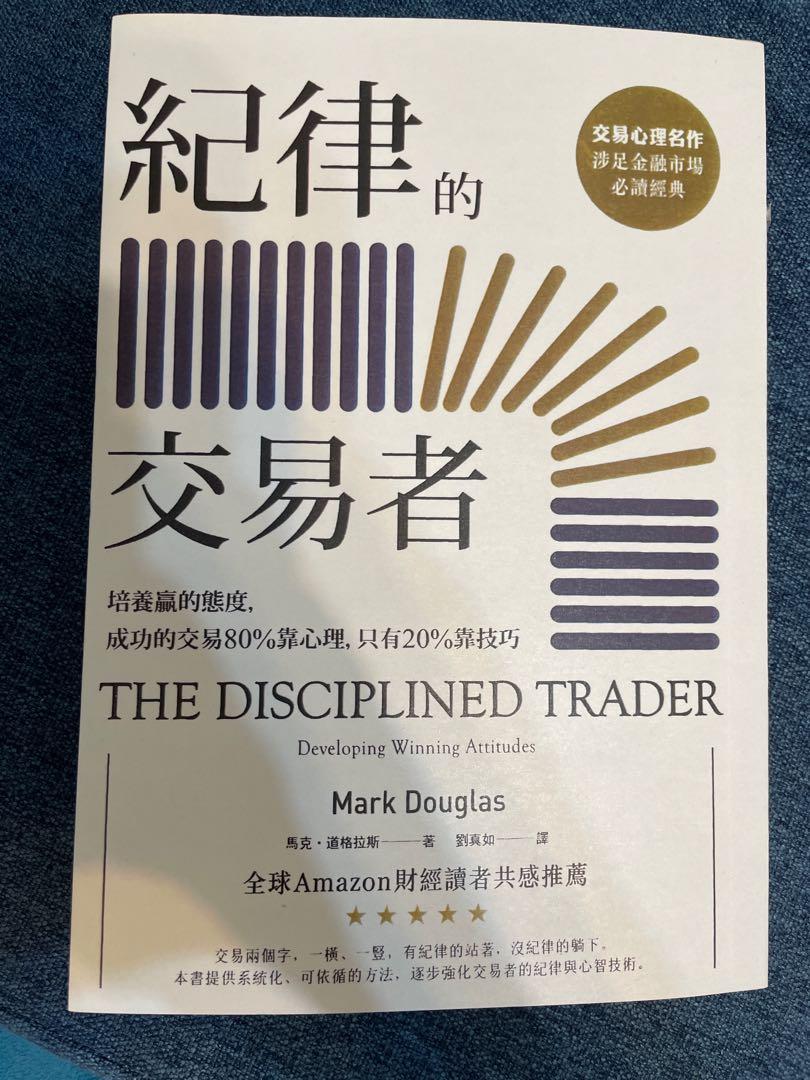 紀律的
交易心理名作
涉足金融市場
必讀經典
交易者
培養贏的態度,
成功的交易80%靠心理, 只有20%靠技巧
THE DISCIPLINED TRADER
Developing Winning Attitudes
Mark Douglas
馬克・道格拉斯——著 劉真如——譯
全球Amazon財經讀者共感推薦
交易兩個字，一橫、一豎，有紀律的站著，沒紀律的躺下。
本書提供系統化、可依循的方法，逐步強化交易者的紀律與心智技術。